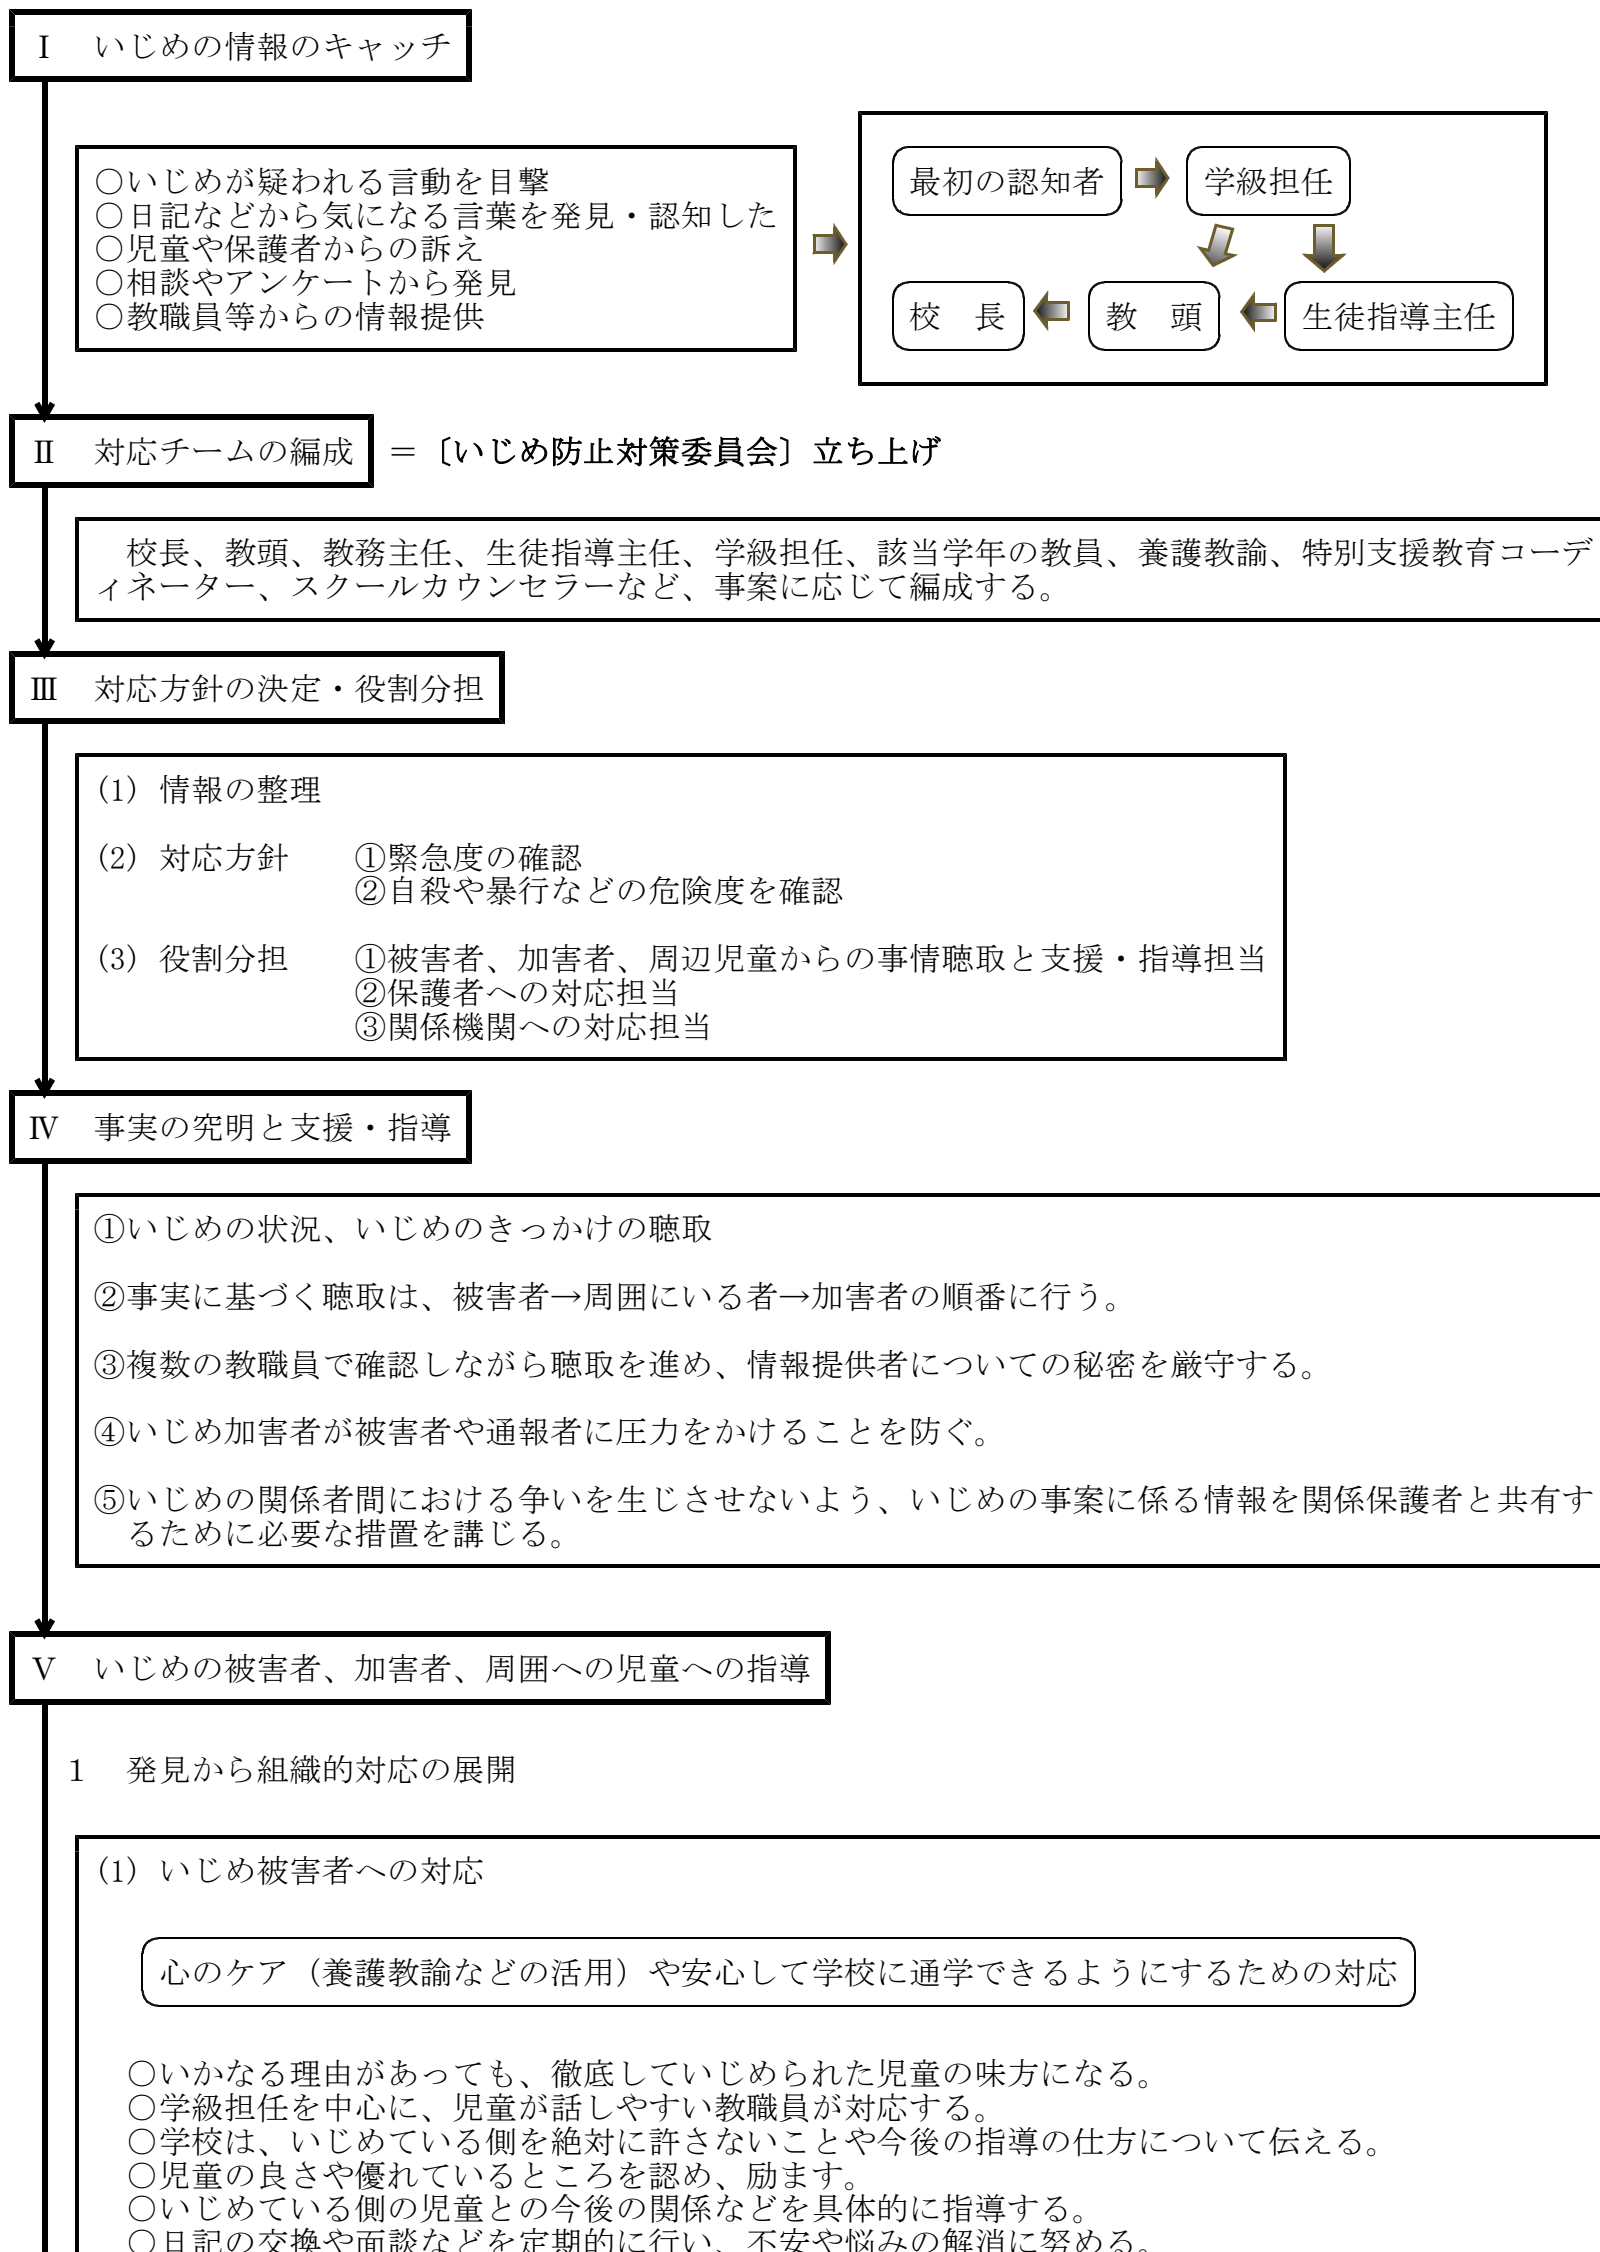 Ⅰ　いじめの情報のキャッチ
○いじめが疑われる言動を目撃
○日記などから気になる言葉を発見・認知した
○児童や保護者からの訴え
○相談やアンケートから発見
○教職員等からの情報提供
最初の認知者
学級担任
校　長
教　頭
生徒指導主任
Ⅱ　対応チームの編成 ＝〔いじめ防止対策委員会〕立ち上げ
校長、教頭、教務主任、生徒指導主任、学級担任、該当学年の教員、養護教諭、特別支援教育コーデ
ィネーター、スクールカウンセラーなど、事案に応じて編成する。
Ⅲ　対応方針の決定・役割分担
(1) 情報の整理
(2) 対応方針　　①緊急度の確認
②自殺や暴行などの危険度を確認
(3) 役割分担　　①被害者、加害者、周辺児童からの事情聴取と支援・指導担当
②保護者への対応担当
③関係機関への対応担当
Ⅳ　事実の究明と支援・指導
①いじめの状況、いじめのきっかけの聴取
②事実に基づく聴取は、被害者→周囲にいる者→加害者の順番に行う。
③複数の教職員で確認しながら聴取を進め、情報提供者についての秘密を厳守する。
④いじめ加害者が被害者や通報者に圧力をかけることを防ぐ。
⑤いじめの関係者間における争いを生じさせないよう、いじめの事案に係る情報を関係保護者と共有す
るために必要な措置を講じる。
Ⅴ　いじめの被害者、加害者、周囲への児童への指導
1　発見から組織的対応の展開
(1) いじめ被害者への対応
心のケア（養護教諭などの活用）や安心して学校に通学できるようにするための対応
○いかなる理由があっても、徹底していじめられた児童の味方になる。
○学級担任を中心に、児童が話しやすい教職員が対応する。
○学校は、いじめている側を絶対に許さないことや今後の指導の仕方について伝える。
○児童の良さや優れているところを認め、励ます。
○いじめている側の児童との今後の関係などを具体的に指導する。
○日記の交換や面談などを定期的に行い、不安や悩みの解消に努める。